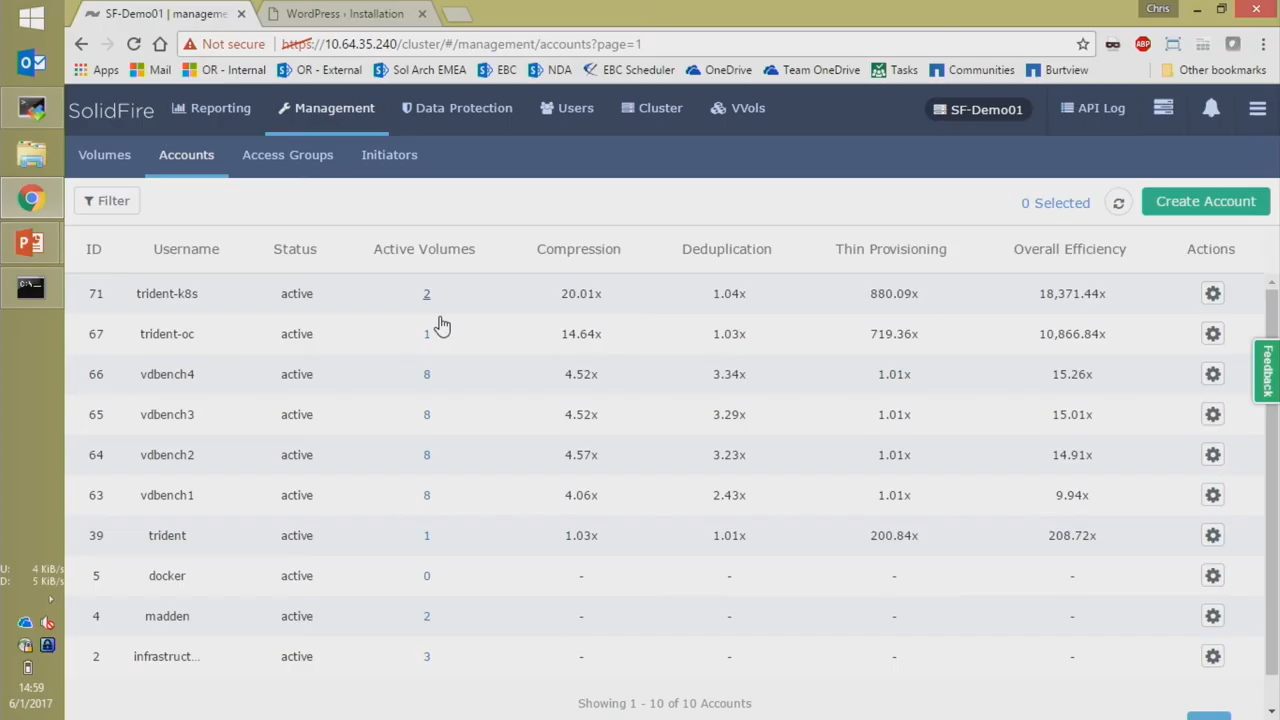 SF-Demo01 | manageme
WordPress › Installation
Chris
Not secure
https://10.64.35.240/cluster/#/management/accounts?page=1
ABP
Apps Mail OR - Internal OR - External Sol Arch EMEA EBC NDA EBC Scheduler OneDrive Team OneDrive Tasks Communities Burtview Other bookmarks
SolidFire Reporting Management Data Protection Users Cluster VVols SF-Demo01 API Log
Volumes Accounts Access Groups Initiators
Filter 0 Selected Create Account
ID Username Status Active Volumes Compression Deduplication Thin Provisioning Overall Efficiency Actions
71 trident-k8s active 2 20.01x 1.04x 880.09x 18,371.44x
67 trident-oc active 1 14.64x 1.03x 719.36x 10,866.84x
66 vdbench4 active 8 4.52x 3.34x 1.01x 15.26x
65 vdbench3 active 8 4.52x 3.29x 1.01x 15.01x
64 vdbench2 active 8 4.57x 3.23x 1.01x 14.91x
63 vdbench1 active 8 4.06x 2.43x 1.01x 9.94x
39 trident active 1 1.03x 1.01x 200.84x 208.72x
5 docker active 0 - - - -
4 madden active 2 - - - -
2 infrastruct... active 3 - - - -
Showing 1 - 10 of 10 Accounts
Feedback
U: 4 KiB/s
D: 5 KiB/s
14:59
6/1/2017